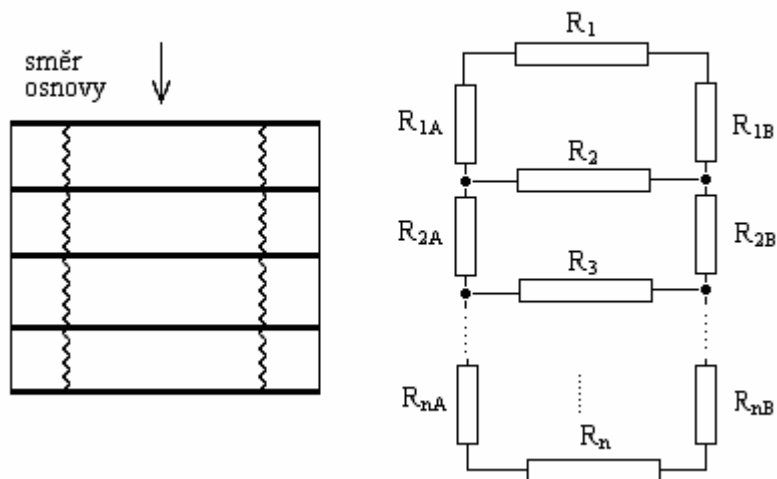 směr
osnovy
R1
R1A
R1B
R2
R2A
R2B
R3
RnA
RnB
Rn